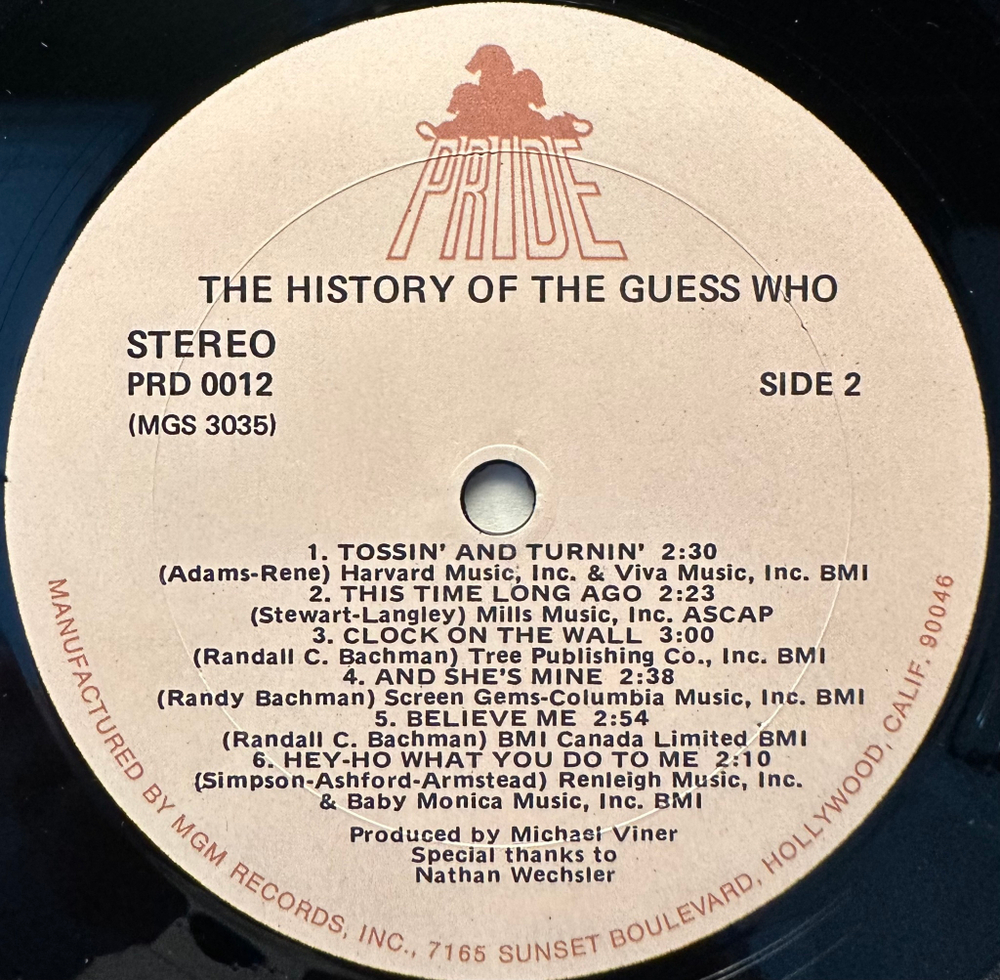 PRIDE
THE HISTORY OF THE GUESS WHO
STEREO
PRD 0012
SIDE 2
(MGS 3035)
1. TOSSIN' AND TURNIN' 2:30
(Adams-Rene) Harvard Music, Inc. & Viva Music, Inc. BMI
2. THIS TIME LONG AGO 2:23
(Stewart-Langley) Mills Music, Inc. ASCAP
3. CLOCK ON THE WALL 3:00
(Randall C. Bachman) Tree Publishing Co., Inc. BMI
4. AND SHE'S MINE 2:38
(Randy Bachman) Screen Gems-Columbia Music, Inc. BMI
5. BELIEVE ME 2:54
(Randall C. Bachman) BMI Canada Limited BMI
6. HEY-HO WHAT YOU DO TO ME 2:10
(Simpson-Ashford-Armstead) Renleigh Music, Inc.
& Baby Monica Music, Inc. BMI
Produced by Michael Viner
Special thanks to
Nathan Wechsler
MANUFACTURED BY MGM RECORDS, INC., 7165 SUNSET BOULEVARD, HOLLYWOOD, CALIF. 90046